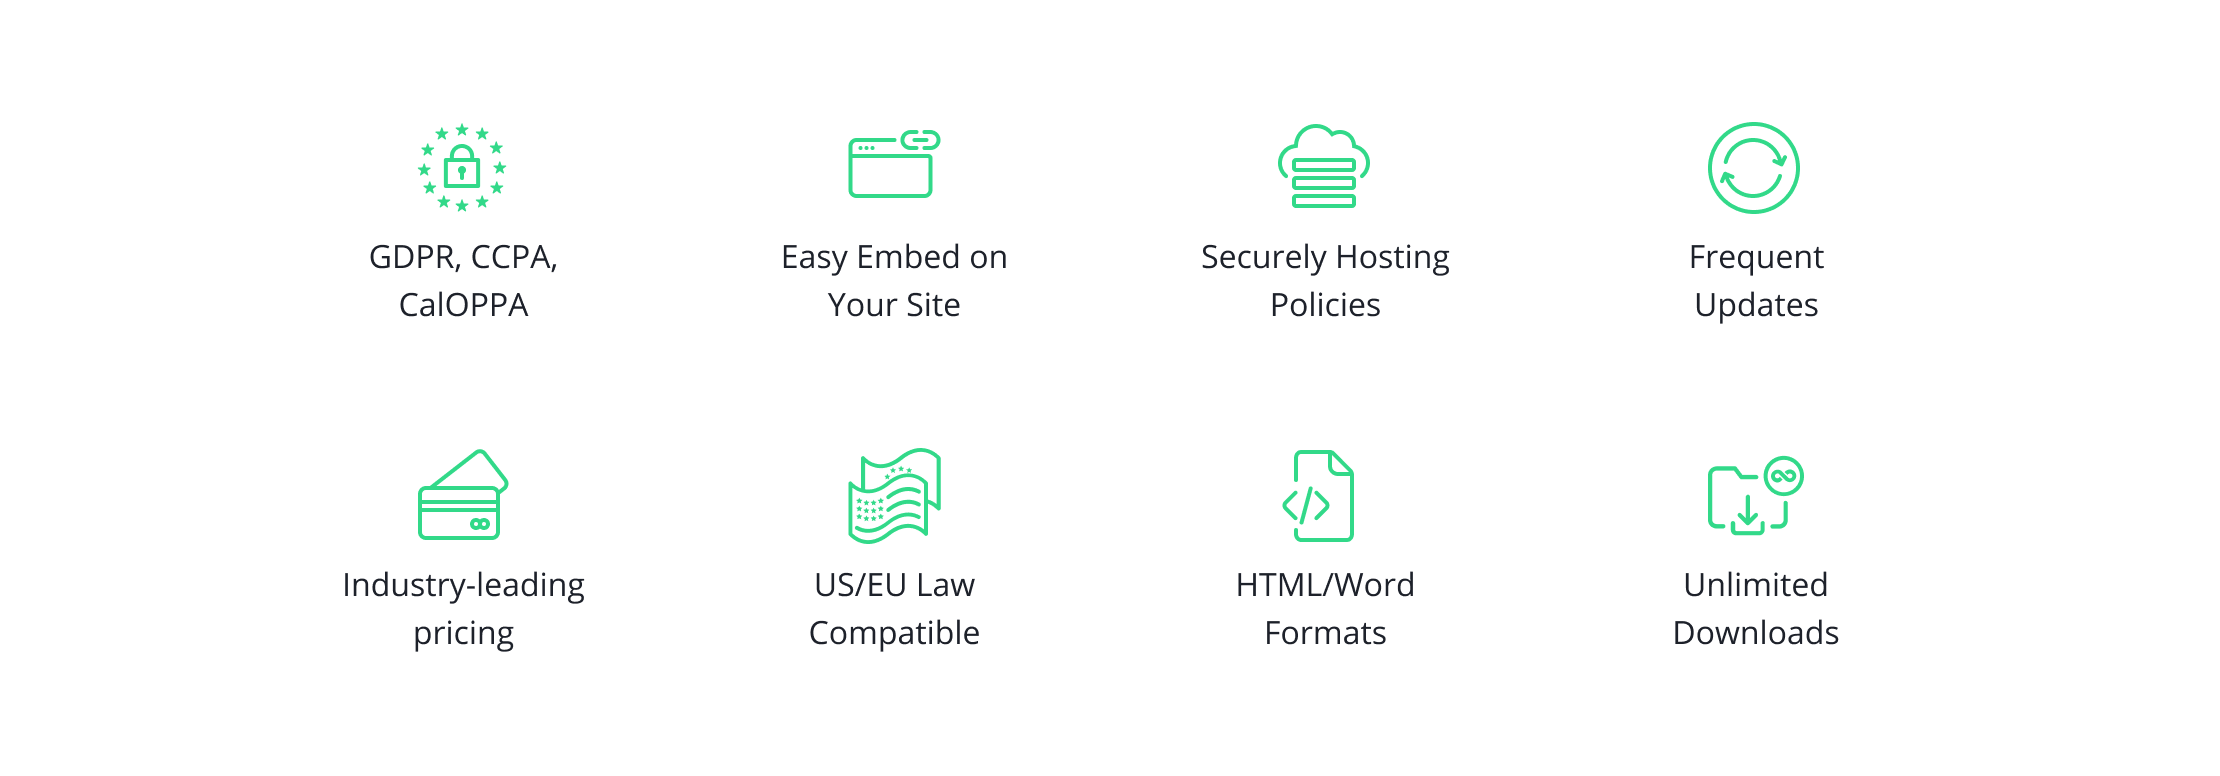 GDPR, CCPA,
CalOPPA
Easy Embed on
Your Site
Securely Hosting
Policies
Frequent
Updates
Industry-leading
pricing
US/EU Law
Compatible
HTML/Word
Formats
Unlimited
Downloads